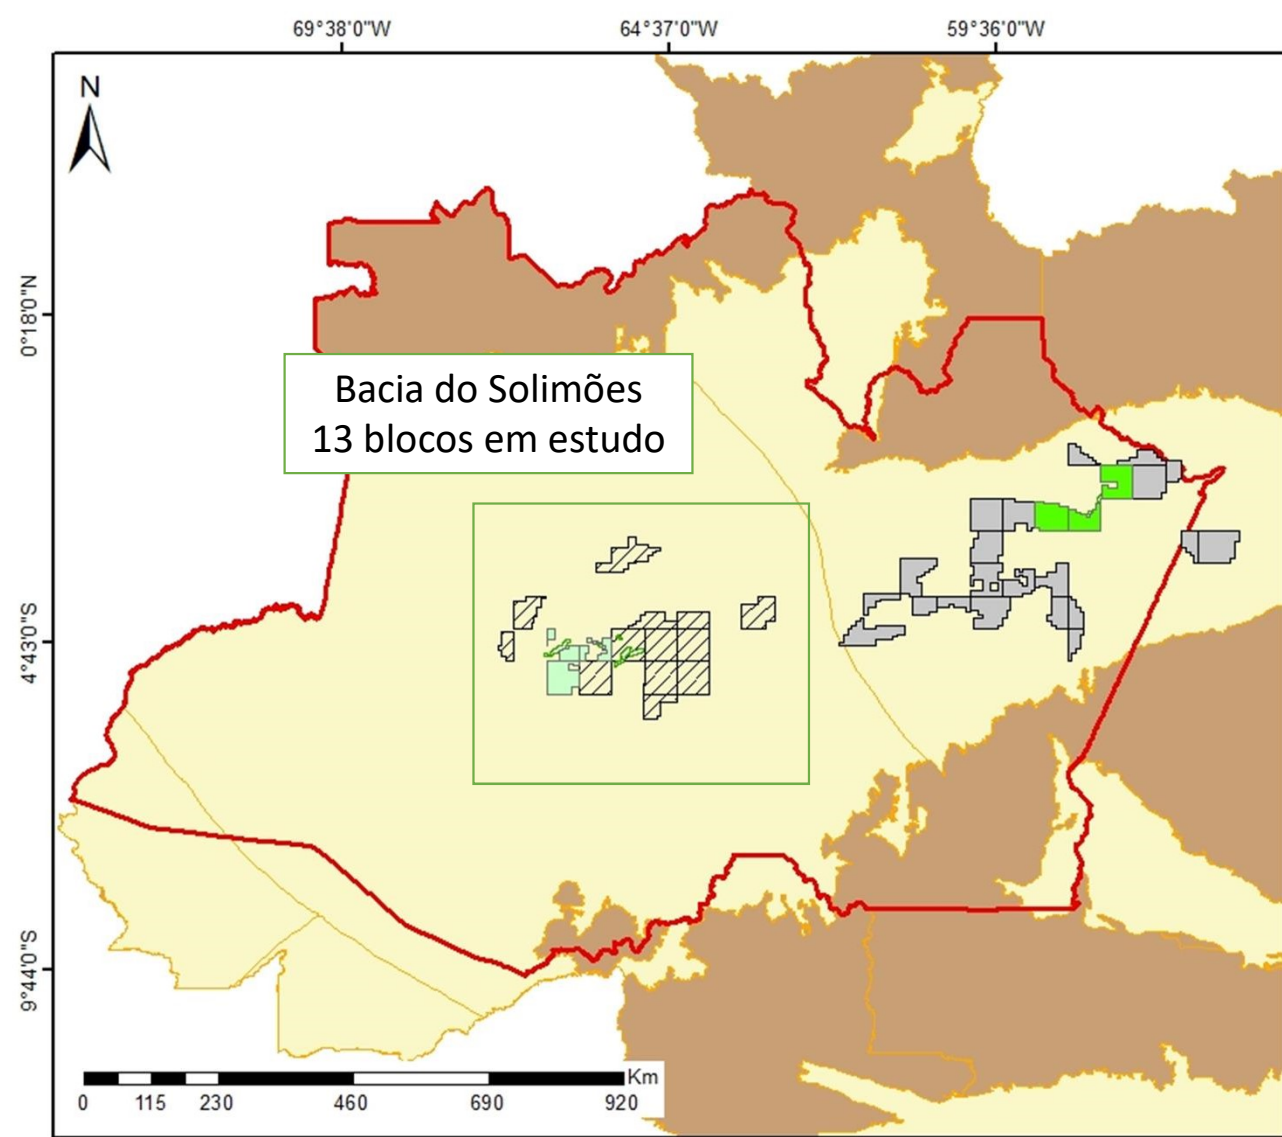 69°38'0"W
64°37'0"W
59°36'0"W
N
0°18'0"N
Bacia do Solimões
13 blocos em estudo
4°43'0"S
9°44'0"S
Km
0 115 230 460 690 920